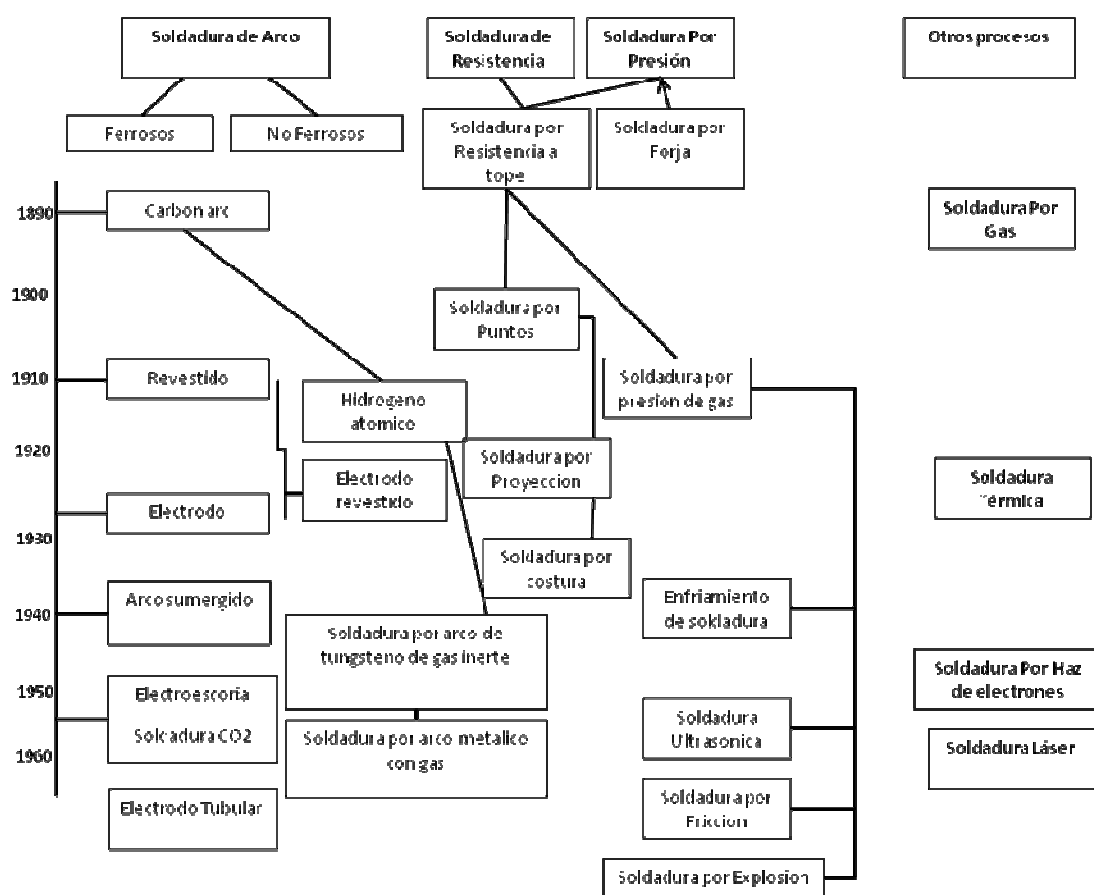 Soldadura de Arco
Soldadura de
Resistencia
Soldadura Por
Presión
Otros procesos
Ferrosos
No Ferrosos
Soldadura por
Resistencia a
tope
Soldadura por
Forja
1890
Carbon arc
Soldadura Por
Gas
1900
Soldadura por
Puntos
1910
Revestido
Hidrogeno
atomico
Soldadura por
presion de gas
1920
Electrodo
revestido
Soldadura por
Proyeccion
Soldadura
Térmica
Electrodo
1930
Soldadura por
costura
1940
Arco sumergido
Enfriamiento
de soldadura
Soldadura por arco de
tungsteno de gas inerte
1950
Electroescoria
Soldadura CO2
Soldadura Por Haz
de electrones
Soldadura
Ultrasonica
1960
Soldadura por arco metalico
con gas
Soldadura Láser
Electrodo Tubular
Soldadura por
Friccion
Soldadura por Explosion